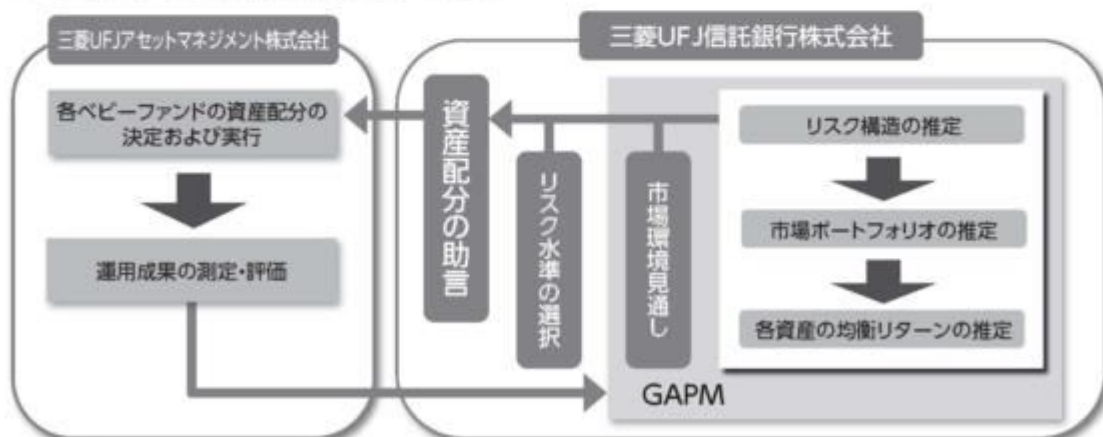 三菱UFJアセットマネジメント株式会社
各ベビーファンドの資産配分の
決定および実行
運用成果の測定・評価
三菱UFJ信託銀行株式会社
資産配分の助言
リスク水準の選択
市場環境見通し
リスク構造の推定
市場ポートフォリオの推定
各資産の均衡リターンの推定
GAPM